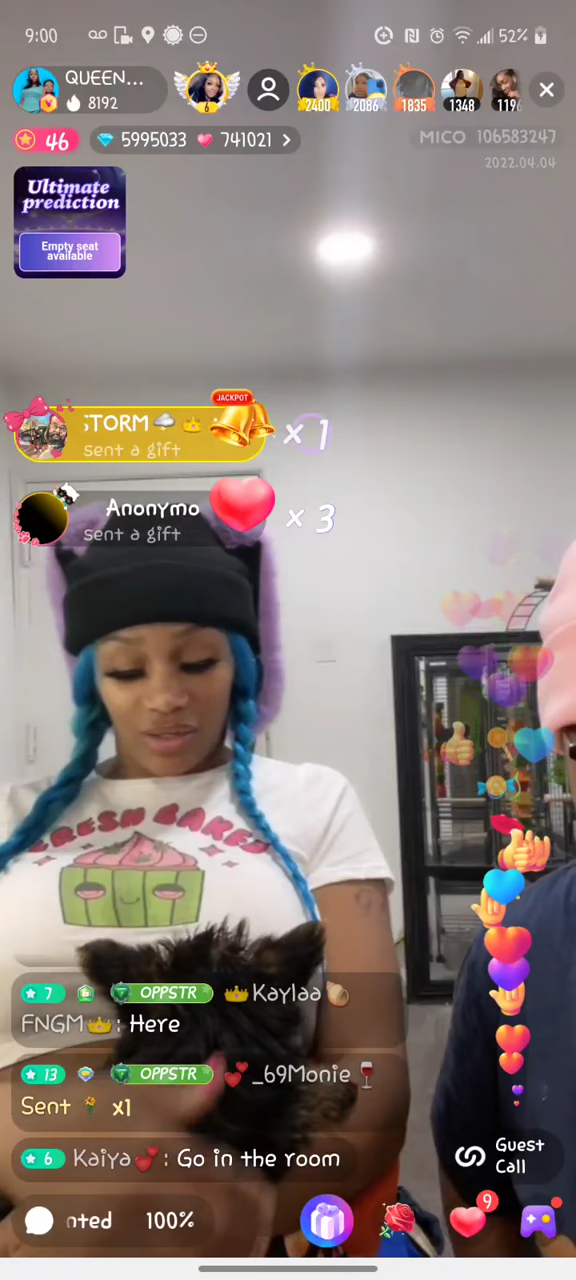 9:00
52%
QUEEN...
8192
6
2400
2086
1835
1348
46
5995033
741021
MICO 106583247
2022.04.04
Ultimate
prediction
Empty seat
available
JACKPOT
TORM
sent a gift
x 1
Anonymo
sent a gift
x 3
FRESH BAKED
7 OPPSTR Kaylaa
FNGM : Here
13 OPPSTR _69Monie
Sent x1
6 Kaiya : Go in the room
Guest
Call
nted 100%
9